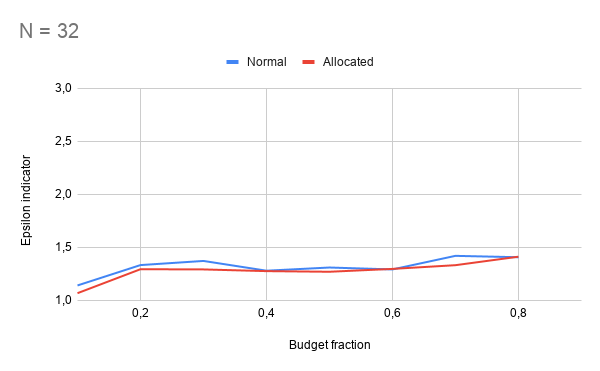 N = 32
Normal
Allocated
3,0
2,5
2,0
1,5
1,0
Epsilon indicator
0,2
0,4
0,6
0,8
Budget fraction